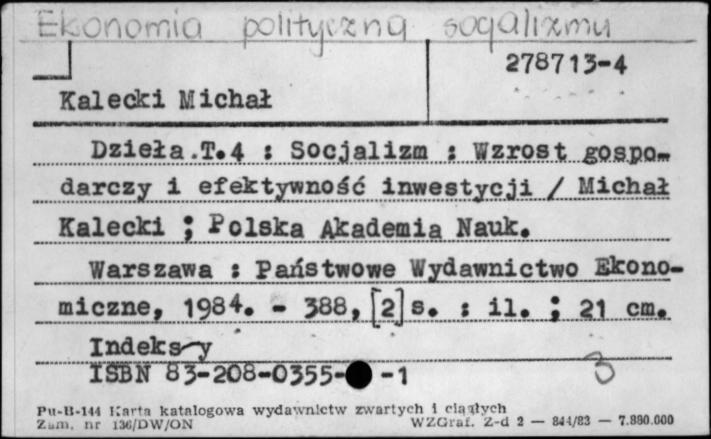 Ekonomia polityczna socjalizmu
278713-4
Kalecki Michał
Dzieła.T.4 : Socjalizm : Wzrost gospo-
darczy i efektywność inwestycji / Michał
Kalecki ; Polska Akademia Nauk.
Warszawa : Państwowe Wydawnictwo Ekono-
miczne, 1984. - 388, [2] s. : il. ; 21 cm.
Indeksy
ISBN 83-208-0355- -1
3
Pu-B-144 Karta katalogowa wydawnictw zwartych i ciągłych
Zam. nr 136/DW/ON WZGraf. Z-d 2 — 844/83 — 7.880.000